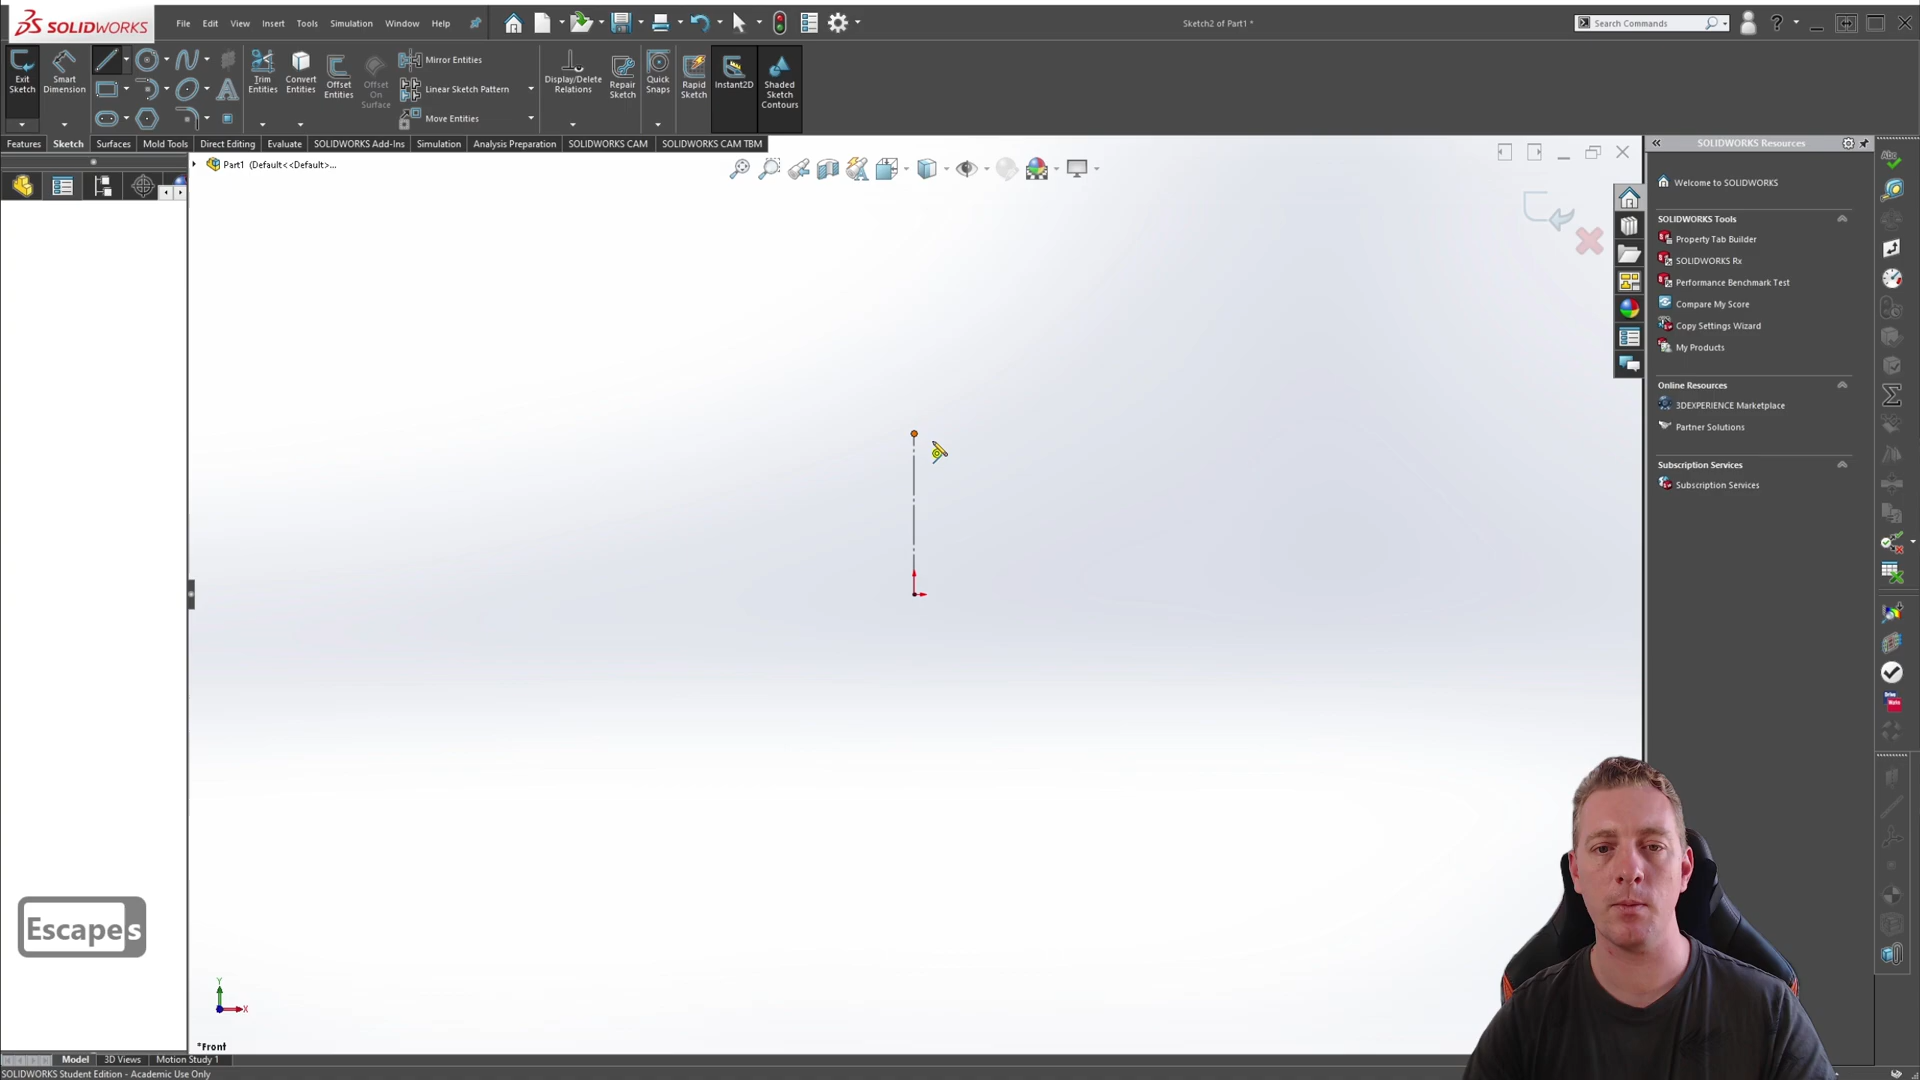 SOLIDWORKS
File Edit View Insert Tools Simulation Window Help
Sketch2 of Part1 *
Search Commands
Exit Sketch
Smart Dimension
Trim Entities
Convert Entities
Offset Entities
Offset On Surface
Mirror Entities
Linear Sketch Pattern
Move Entities
Display/Delete Relations
Repair Sketch
Quick Snaps
Rapid Sketch
Instant2D
Shaded Sketch Contours
Features Sketch Surfaces Mold Tools Direct Editing Evaluate SOLIDWORKS Add-Ins Simulation Analysis Preparation SOLIDWORKS CAM SOLIDWORKS CAM TBM
Part1 (Default<<Default>...
SOLIDWORKS Resources
Welcome to SOLIDWORKS
SOLIDWORKS Tools
Property Tab Builder
SOLIDWORKS Rx
Performance Benchmark Test
Compare My Score
Copy Settings Wizard
My Products
Online Resources
3DEXPERIENCE Marketplace
Partner Solutions
Subscription Services
Subscription Services
Escapes
Y
X
*Front
Model 3D Views Motion Study 1
SOLIDWORKS Student Edition - Academic Use Only